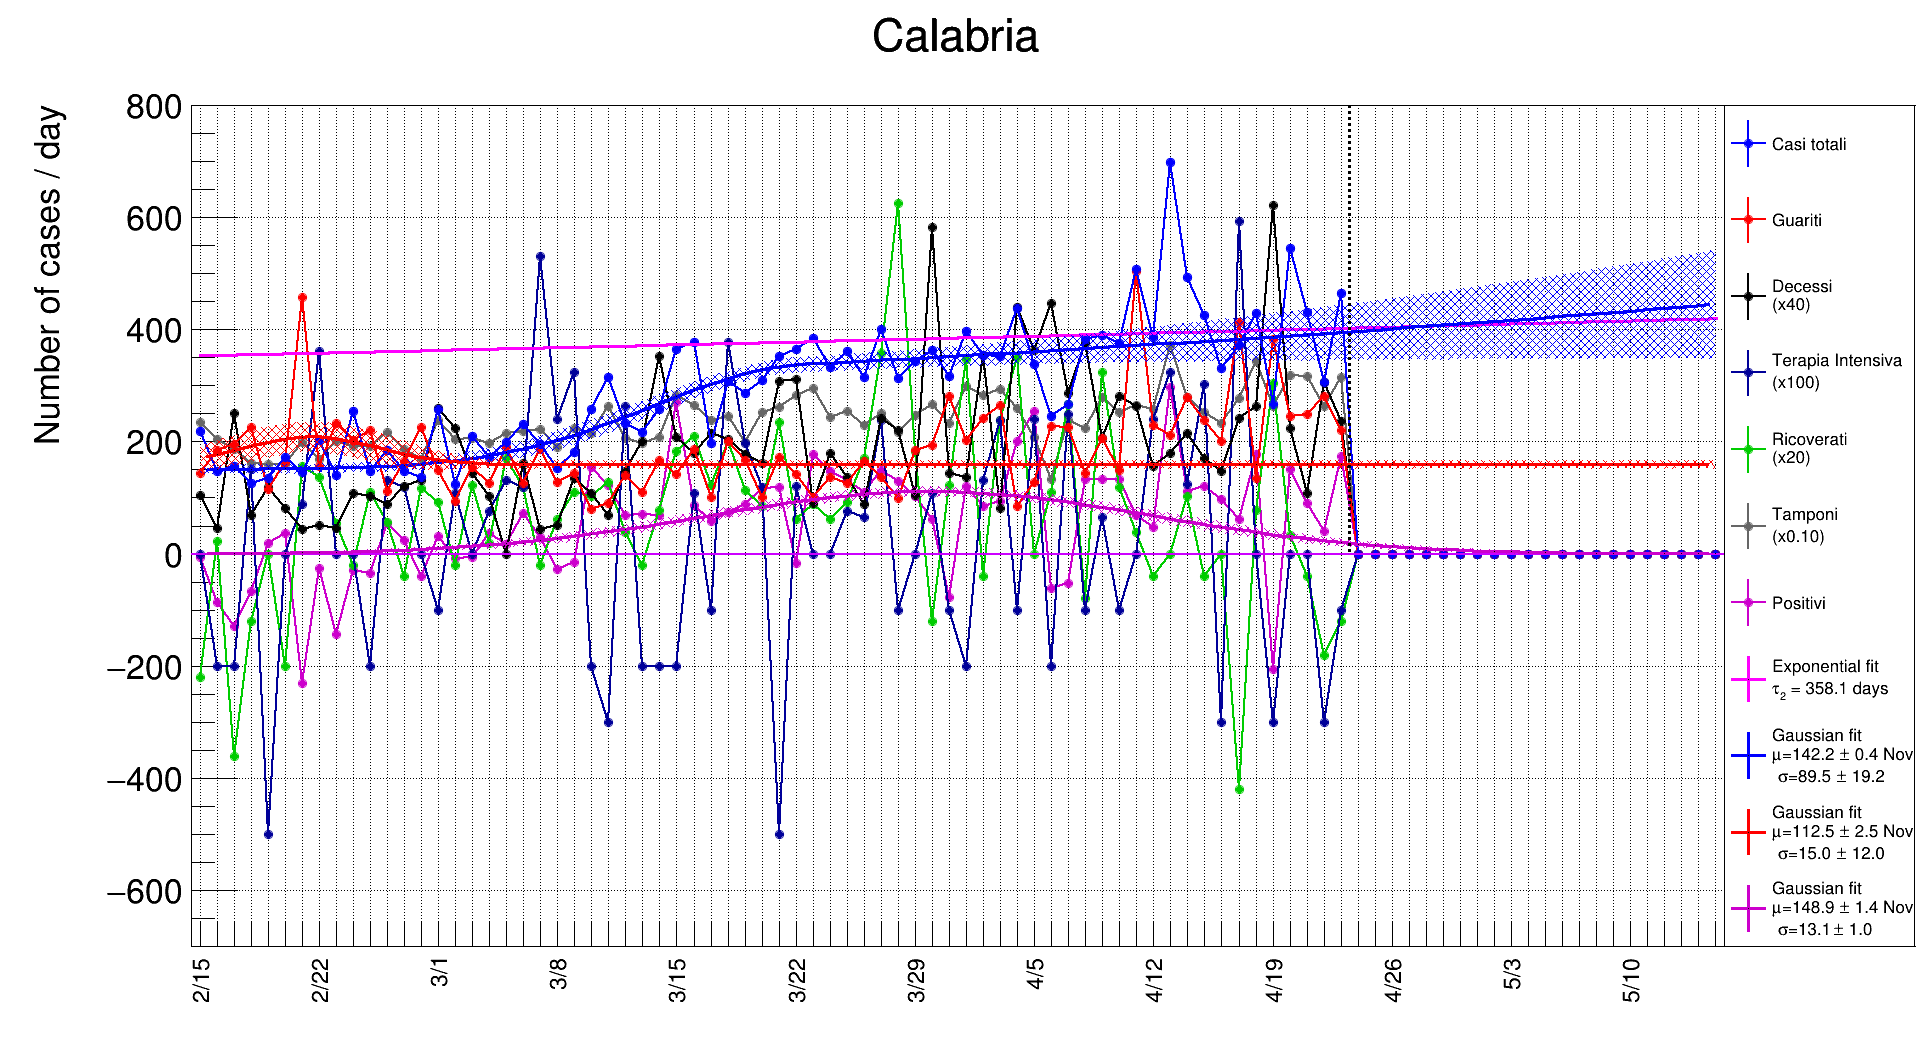 Calabria
Number of cases / day
800
600
400
200
0
−200
−400
−600
2/15
2/22
3/1
3/8
3/15
3/22
3/29
4/5
4/12
4/19
4/26
5/3
5/10
Casi totali
Guariti
Decessi
(x40)
Terapia Intensiva
(x100)
Ricoverati
(x20)
Tamponi
(x0.10)
Positivi
Exponential fit
τ2 = 358.1 days
Gaussian fit
μ=142.2 ± 0.4 Nov
σ=89.5 ± 19.2
Gaussian fit
μ=112.5 ± 2.5 Nov
σ=15.0 ± 12.0
Gaussian fit
μ=148.9 ± 1.4 Nov
σ=13.1 ± 1.0